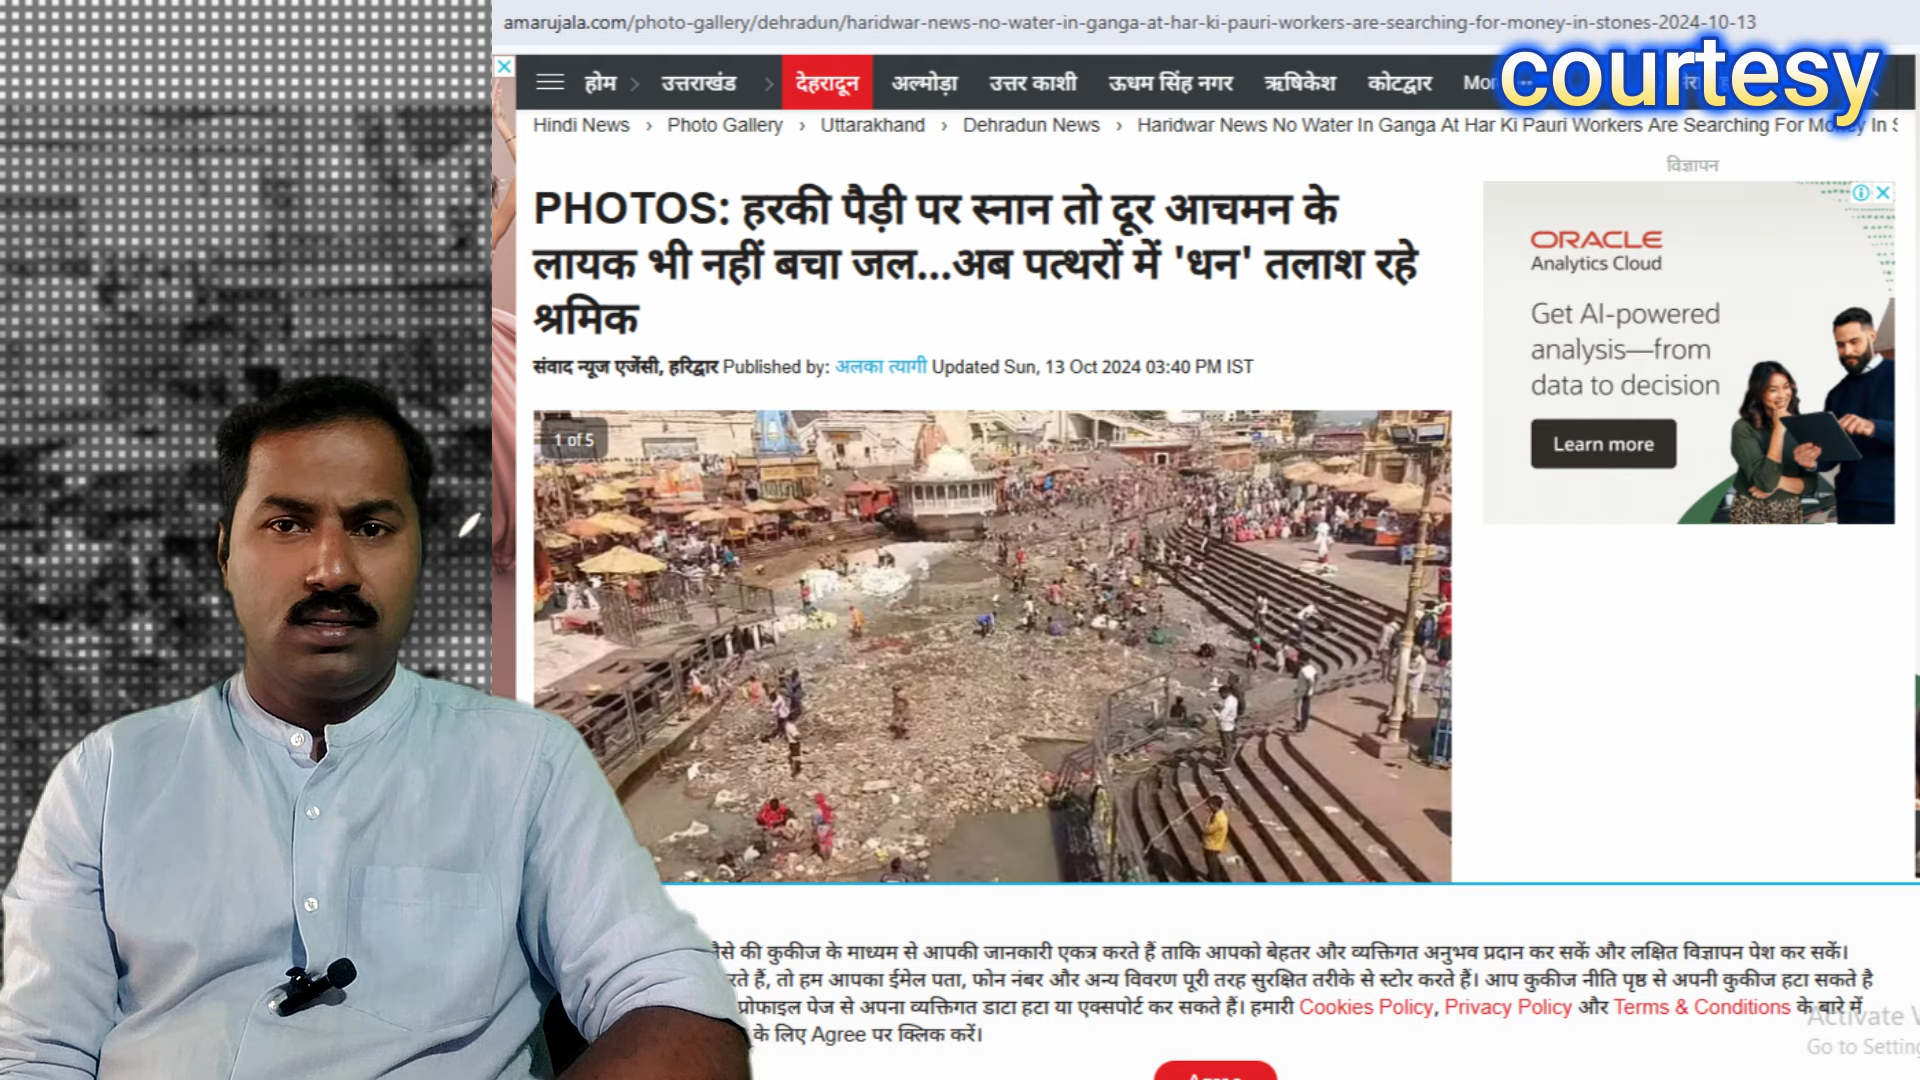 amarujala.com/photo-gallery/dehradun/haridwar-news-no-water-in-ganga-at-har-ki-pauri-workers-are-searching-for-money-in-stones-2024-10-13
courtesy
होम उत्तराखंड देहरादून अल्मोड़ा उत्तर काशी ऊधम सिंह नगर ऋषिकेश कोटद्वार
Hindi News › Photo Gallery › Uttarakhand › Dehradun News › Haridwar News No Water In Ganga At Har Ki Pauri Workers Are Searching For Money In S
विज्ञापन
PHOTOS: हरकी पैड़ी पर स्नान तो दूर आचमन के
लायक भी नहीं बचा जल...अब पत्थरों में 'धन' तलाश रहे
श्रमिक
संवाद न्यूज एजेंसी, हरिद्वार Published by: अलका त्यागी Updated Sun, 13 Oct 2024 03:40 PM IST
1 of 5
ORACLE
Analytics Cloud
Get AI-powered
analysis—from
data to decision
Learn more
की कुकीज के माध्यम से आपकी जानकारी एकत्र करते हैं ताकि आपको बेहतर और व्यक्तिगत अनुभव प्रदान कर सकें और लक्षित विज्ञापन पेश कर सकें।
हैं, तो हम आपका ईमेल पता, फोन नंबर और अन्य विवरण पूरी तरह सुरक्षित तरीके से स्टोर करते हैं। आप कुकीज नीति पृष्ठ से अपनी कुकीज हटा सकते है
प्रोफाइल पेज से अपना व्यक्तिगत डाटा हटा या एक्सपोर्ट कर सकते हैं। हमारी Cookies Policy, Privacy Policy और Terms & Conditions के बारे में
के लिए Agree पर क्लिक करें।
Activate
Go to Setting